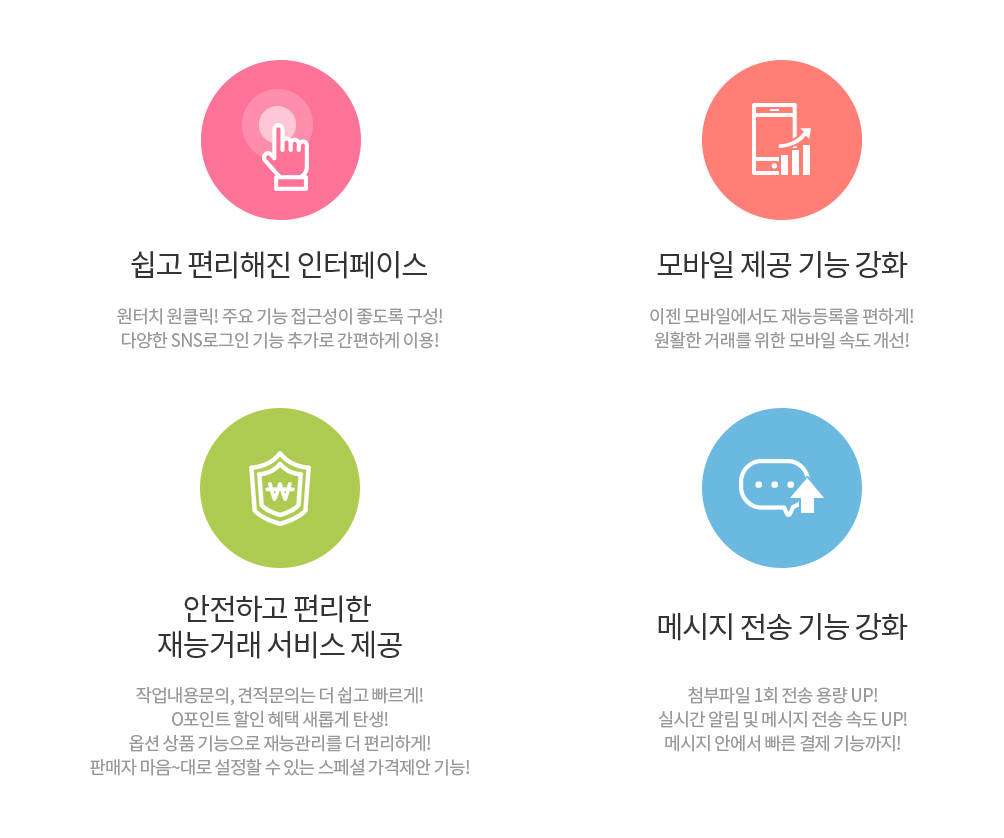 쉽고 편리해진 인터페이스
원터치 원클릭! 주요 기능 접근성이 좋도록 구성!
다양한 SNS로그인 기능 추가로 간편하게 이용!
모바일 제공 기능 강화
이젠 모바일에서도 재능등록을 편하게!
원활한 거래를 위한 모바일 속도 개선!
₩
안전하고 편리한
재능거래 서비스 제공
작업내용문의, 견적문의는 더 쉽고 빠르게!
O포인트 할인 혜택 새롭게 탄생!
옵션 상품 기능으로 재능관리를 더 편리하게!
판매자 마음~대로 설정할 수 있는 스페셜 가격제안 기능!
메시지 전송 기능 강화
첨부파일 1회 전송 용량 UP!
실시간 알림 및 메시지 전송 속도 UP!
메시지 안에서 빠른 결제 기능까지!